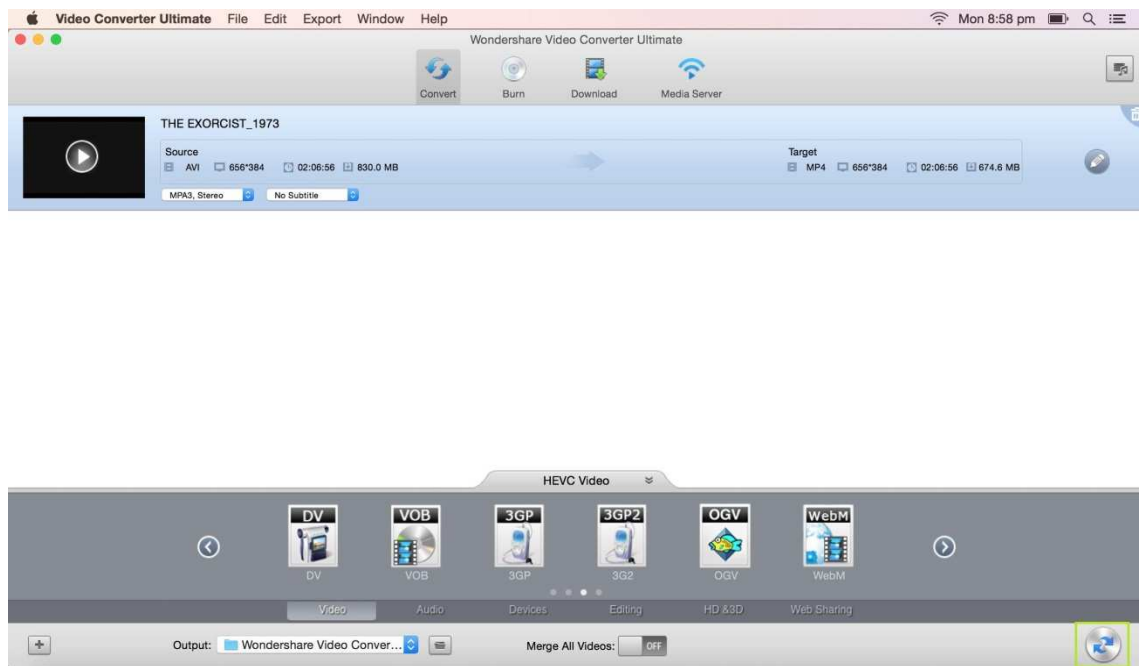 Video Converter Ultimate File Edit Export Window Help Mon 8:58 pm
Wondershare Video Converter Ultimate
Convert Burn Download Media Server
THE EXORCIST_1973
Source Target
AVI 656*384 02:06:56 830.0 MB MP4 656*384 02:06:56 674.6 MB
MPA3, Stereo No Subtitle
HEVC Video
DV VOB 3GP 3GP2 OGV WebM
DV VOB 3GP 3G2 OGV WebM
Video Audio Devices Editing HD &3D Web Sharing
Output: Wondershare Video Conver... Merge All Videos: OFF